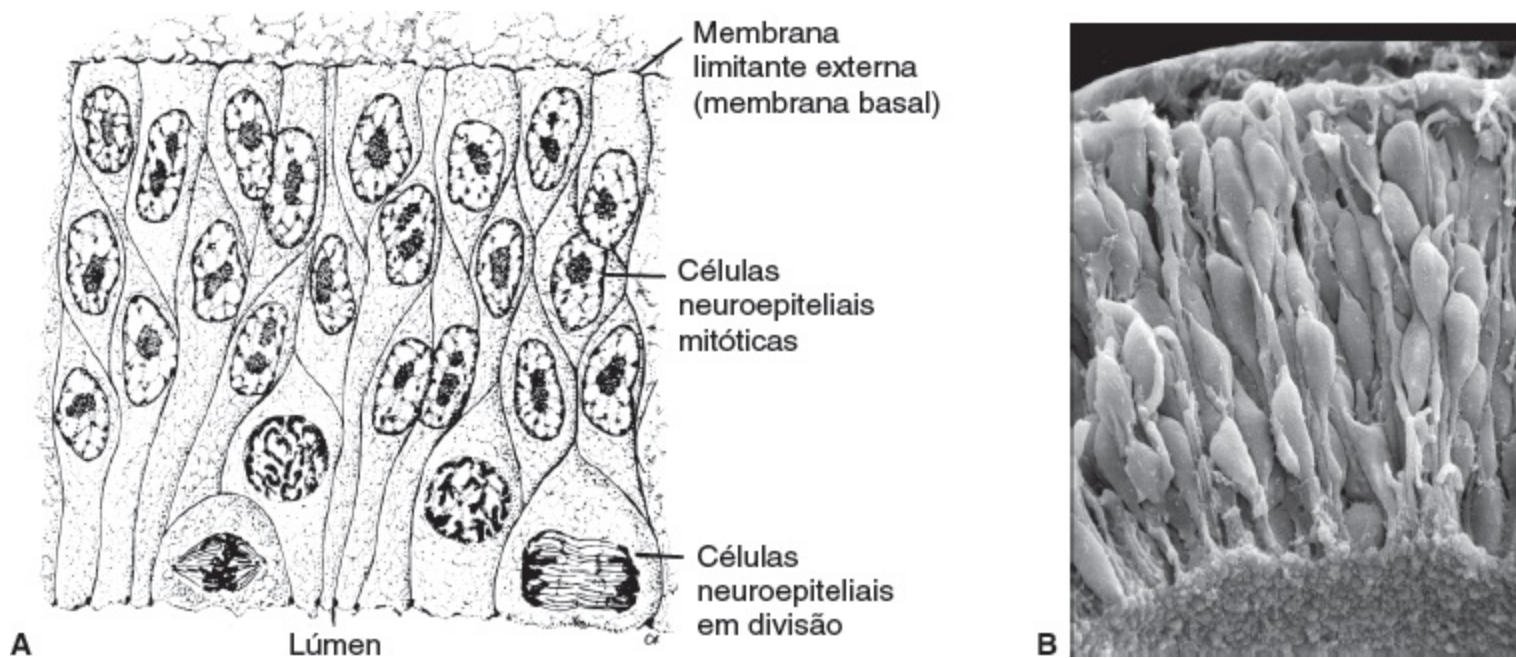 Membrana
limitante externa
(membrana basal)
Células
neuroepiteliais
mitóticas
Células
neuroepiteliais
em divisão
Lúmen
A
B